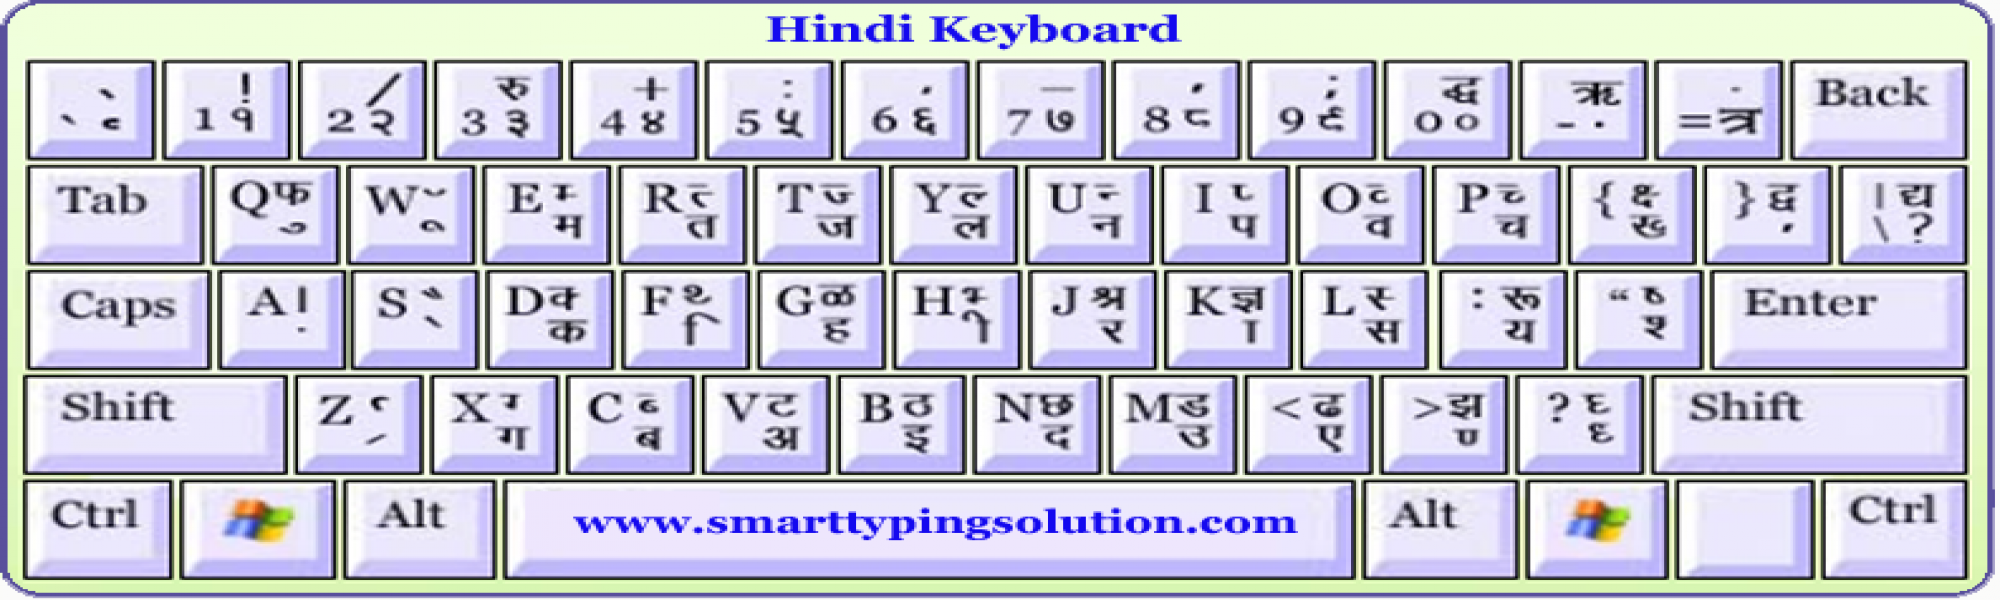 Hindi Keyboard
! रु + : ' — ' ; द्ध ऋ . Back
1 १ 2 २ 3 ३ 4 ४ 5 ५ 6 ६ 7 ७ 8 ८ 9 ९ 0 ० - . = त्र
Tab Q फ W E म् R त् T ज् Y ल् U न् I प् O व् P च् { क्ष } द्व | द्य
ु म त ज ल न प व च ख् , \ ?
Caps A । S ै D क् F थ् G ळ H भ् J श्र K ज्ञ L स् : रू “ ष् Enter
. े क ि ह ी र ा स य श्
Shift Z र् X ग् C ब् V ट B ठ N छ M ड < ढ > झ ? घ् Shift
् ग ब अ इ द उ ए ण् ध्
Ctrl Alt www.smarttypingsolution.com Alt Ctrl